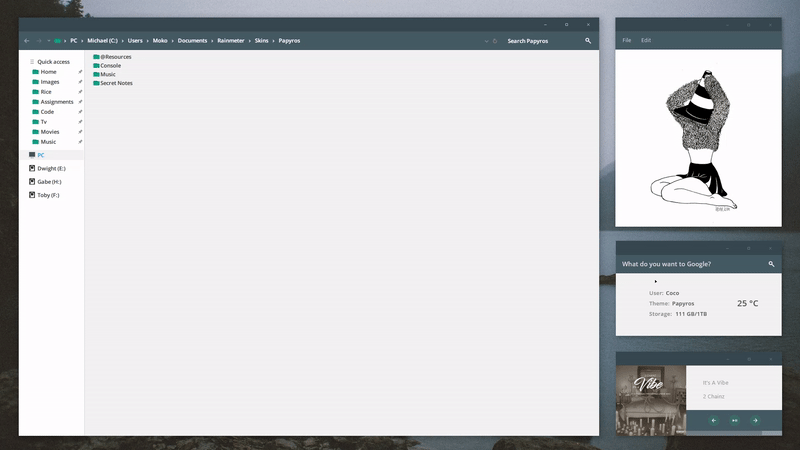 PC › Michael (C:) › Users › Moko › Documents › Rainmeter › Skins › Papyros
Search Papyros
Quick access
Home
Images
Rice
Assignments
Code
Tv
Movies
Music
PC
Dwight (E:)
Gabe (H:)
Toby (F:)
@Resources
Console
Music
Secret Notes
File Edit
What do you want to Google?
User: Coco
Theme: Papyros
Storage: 111 GB/1TB
25 °C
Vibe
It's A Vibe
2 Chainz